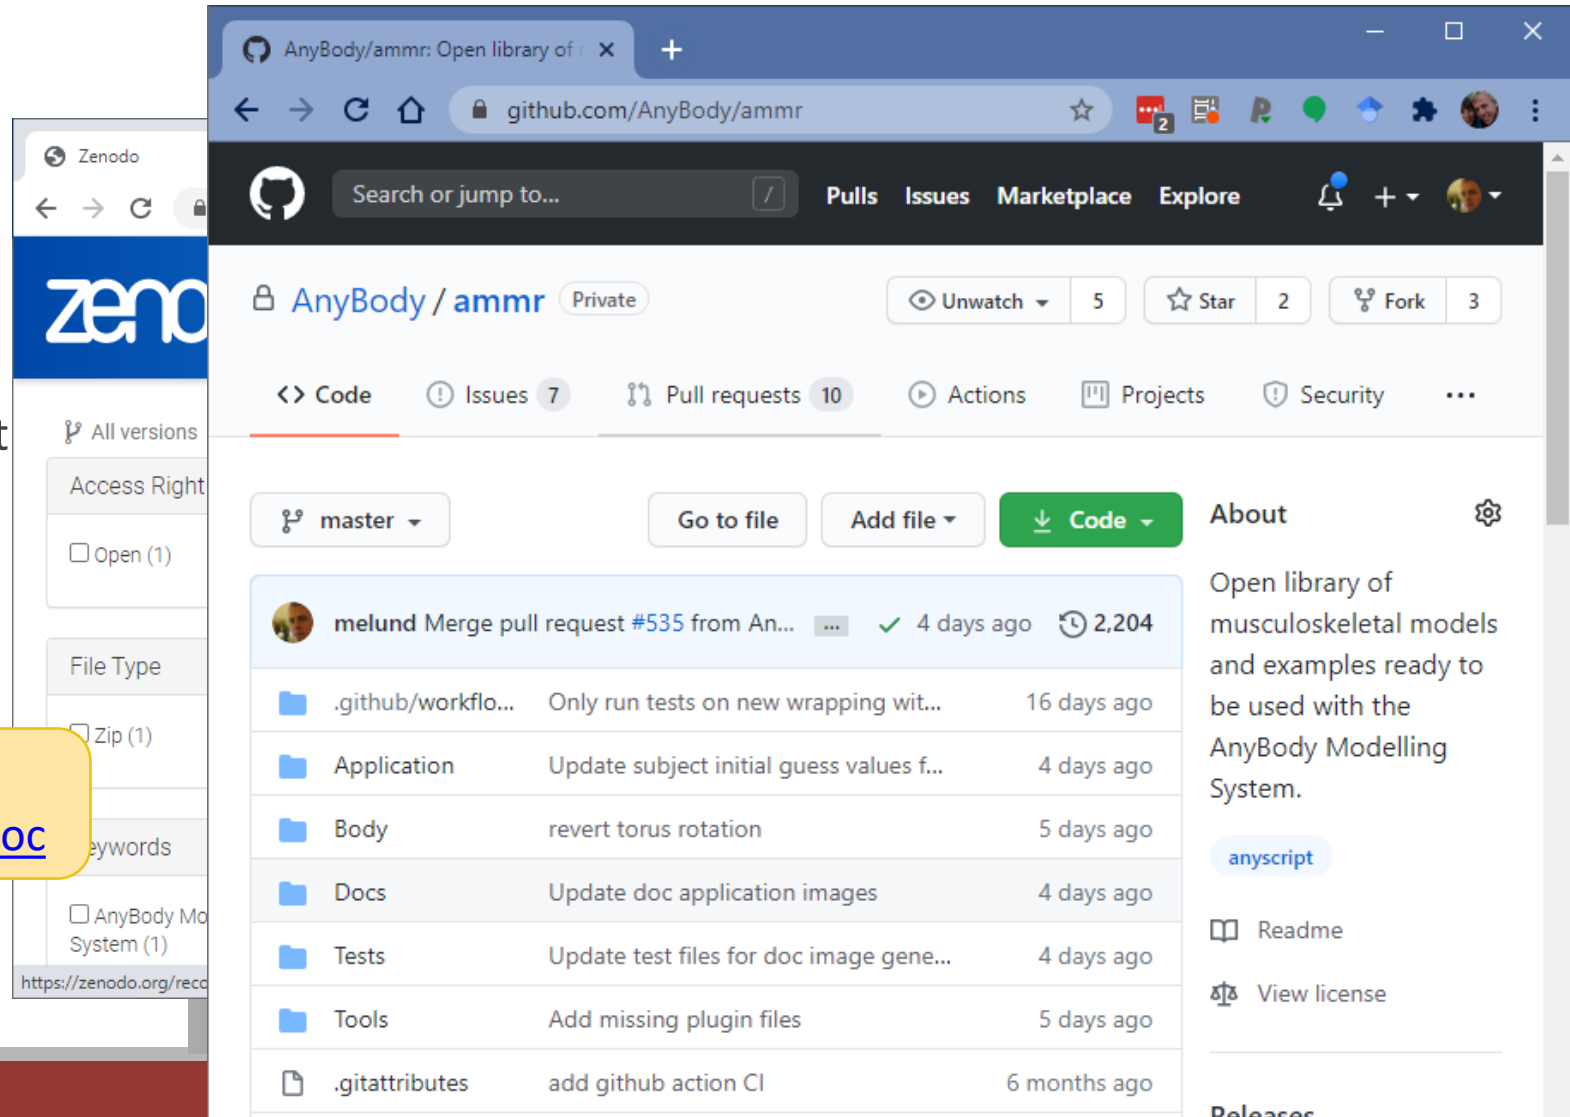 AnyBody/ammr: Open library of
github.com/AnyBody/ammr
2
Zenodo
Search or jump to... /
Pulls Issues Marketplace Explore
AnyBody / ammr Private
Unwatch 5 Star 2 Fork 3
<> Code Issues 7 Pull requests 10 Actions Projects Security ...
t
All versions
Access Right
Open (1)
File Type
Zip (1)
oc
AnyBody
System (1)
https://zenodo.org/reco
master Go to file Add file Code
melund Merge pull request #535 from An... ... 4 days ago 2,204
.github/workflo... Only run tests on new wrapping wit... 16 days ago
Application Update subject initial guess values f... 4 days ago
Body revert torus rotation 5 days ago
Docs Update doc application images 4 days ago
Tests Update test files for doc image gene... 4 days ago
Tools Add missing plugin files 5 days ago
.gitattributes add github action CI 6 months ago
About
Open library of
musculoskeletal models
and examples ready to
be used with the
AnyBody Modelling
System.
anyscript
Readme
View license
Releases